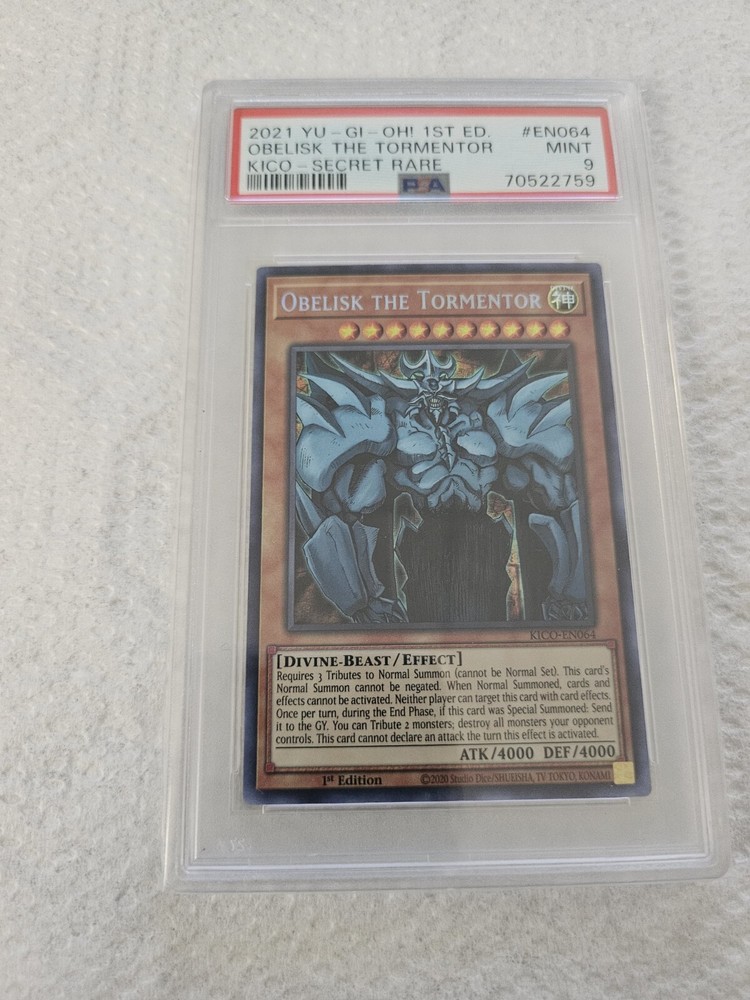 2021 YU-GI-OH! 1ST ED. #EN064
OBELISK THE TORMENTOR MINT
KICO-SECRET RARE 9
PSA 70522759
OBELISK THE TORMENTOR 神
KICO-EN064
[DIVINE-BEAST/EFFECT]
Requires 3 Tributes to Normal Summon (cannot be Normal Set). This card's
Normal Summon cannot be negated. When Normal Summoned, cards and
effects cannot be activated. Neither player can target this card with card effects.
Once per turn, during the End Phase, if this card was Special Summoned: Send
it to the GY. You can Tribute 2 monsters; destroy all monsters your opponent
controls. This card cannot declare an attack the turn this effect is activated.
ATK/4000 DEF/4000
1st Edition ©2020 Studio Dice/SHUEISHA, TV TOKYO, KONAMI